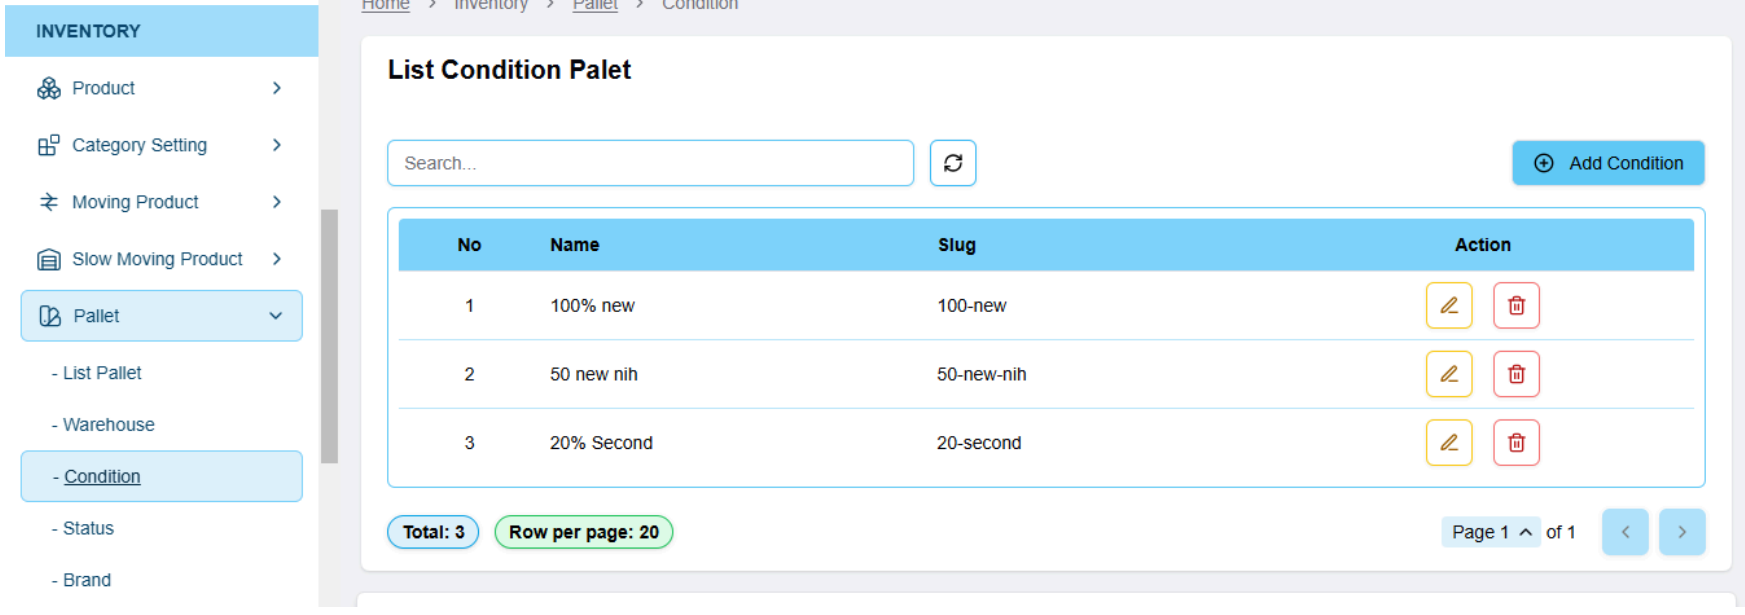 Home > Inventory > Pallet > Condition
INVENTORY
Product
Category Setting
Moving Product
Slow Moving Product
Pallet
- List Pallet
- Warehouse
- Condition
- Status
- Brand
List Condition Palet
Search...
Add Condition
No Name Slug Action
1 100% new 100-new
2 50 new nih 50-new-nih
3 20% Second 20-second
Total: 3 Row per page: 20 Page 1 of 1